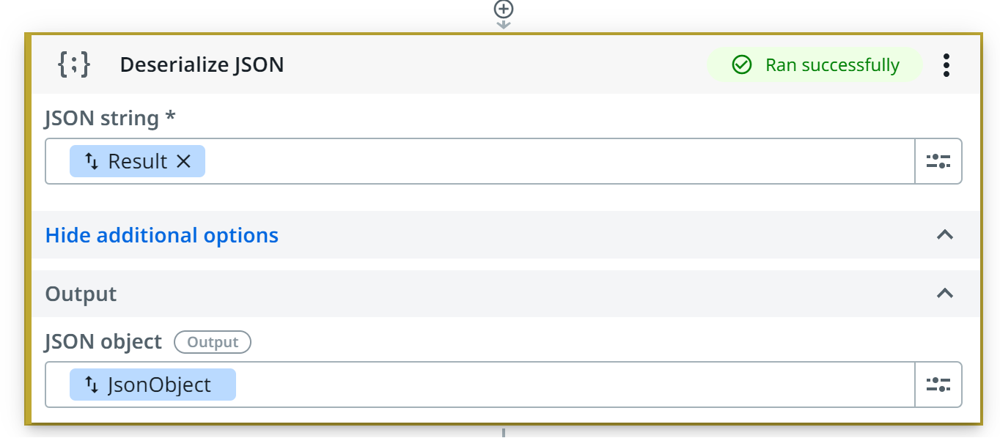 Deserialize JSON
Ran successfully
JSON string *
Result
Hide additional options
Output
JSON object
Output
JsonObject